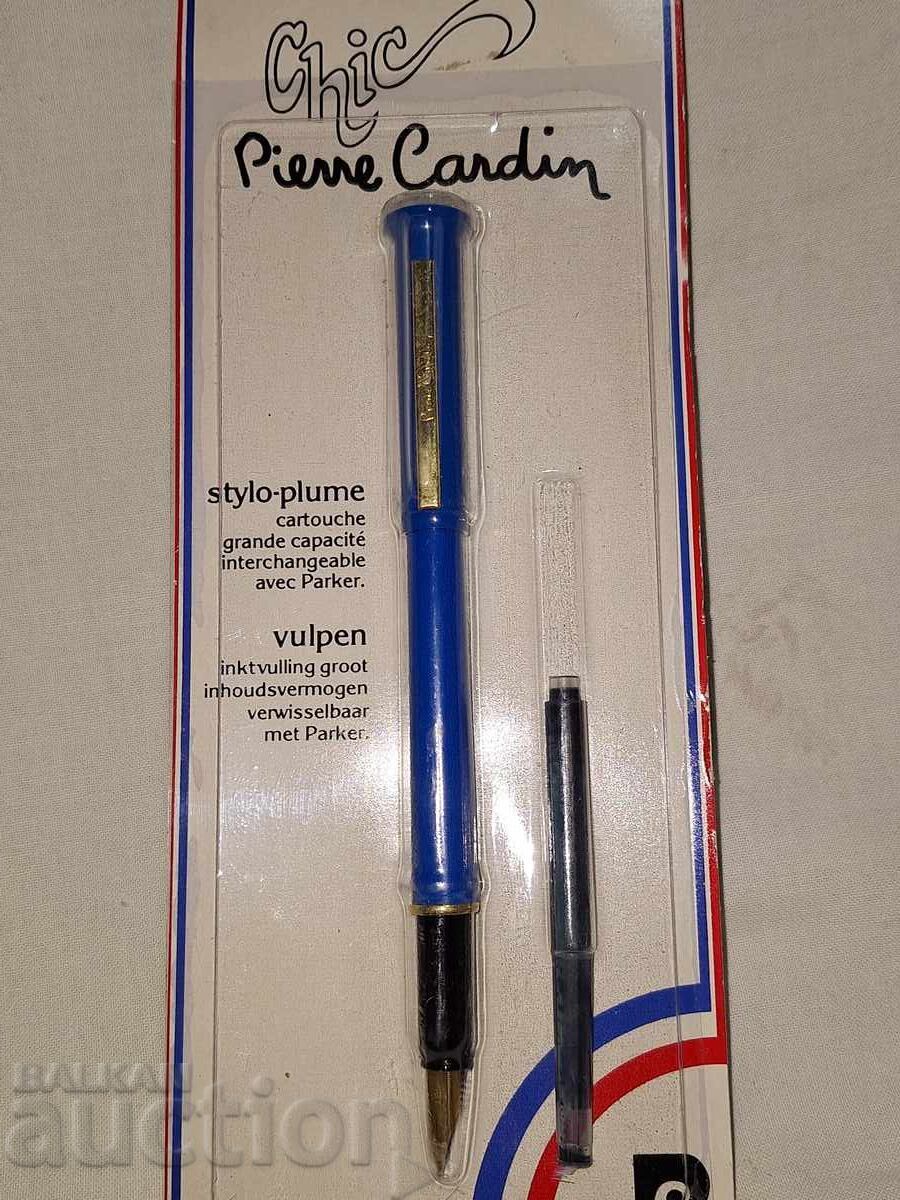 Chic
Pierre Cardin
stylo-plume
cartouche
grande capacité
interchangeable
avec Parker.
vulpen
inktvulling groot
inhoudsvermogen
verwisselbaar
met Parker.
BALKAN
auction